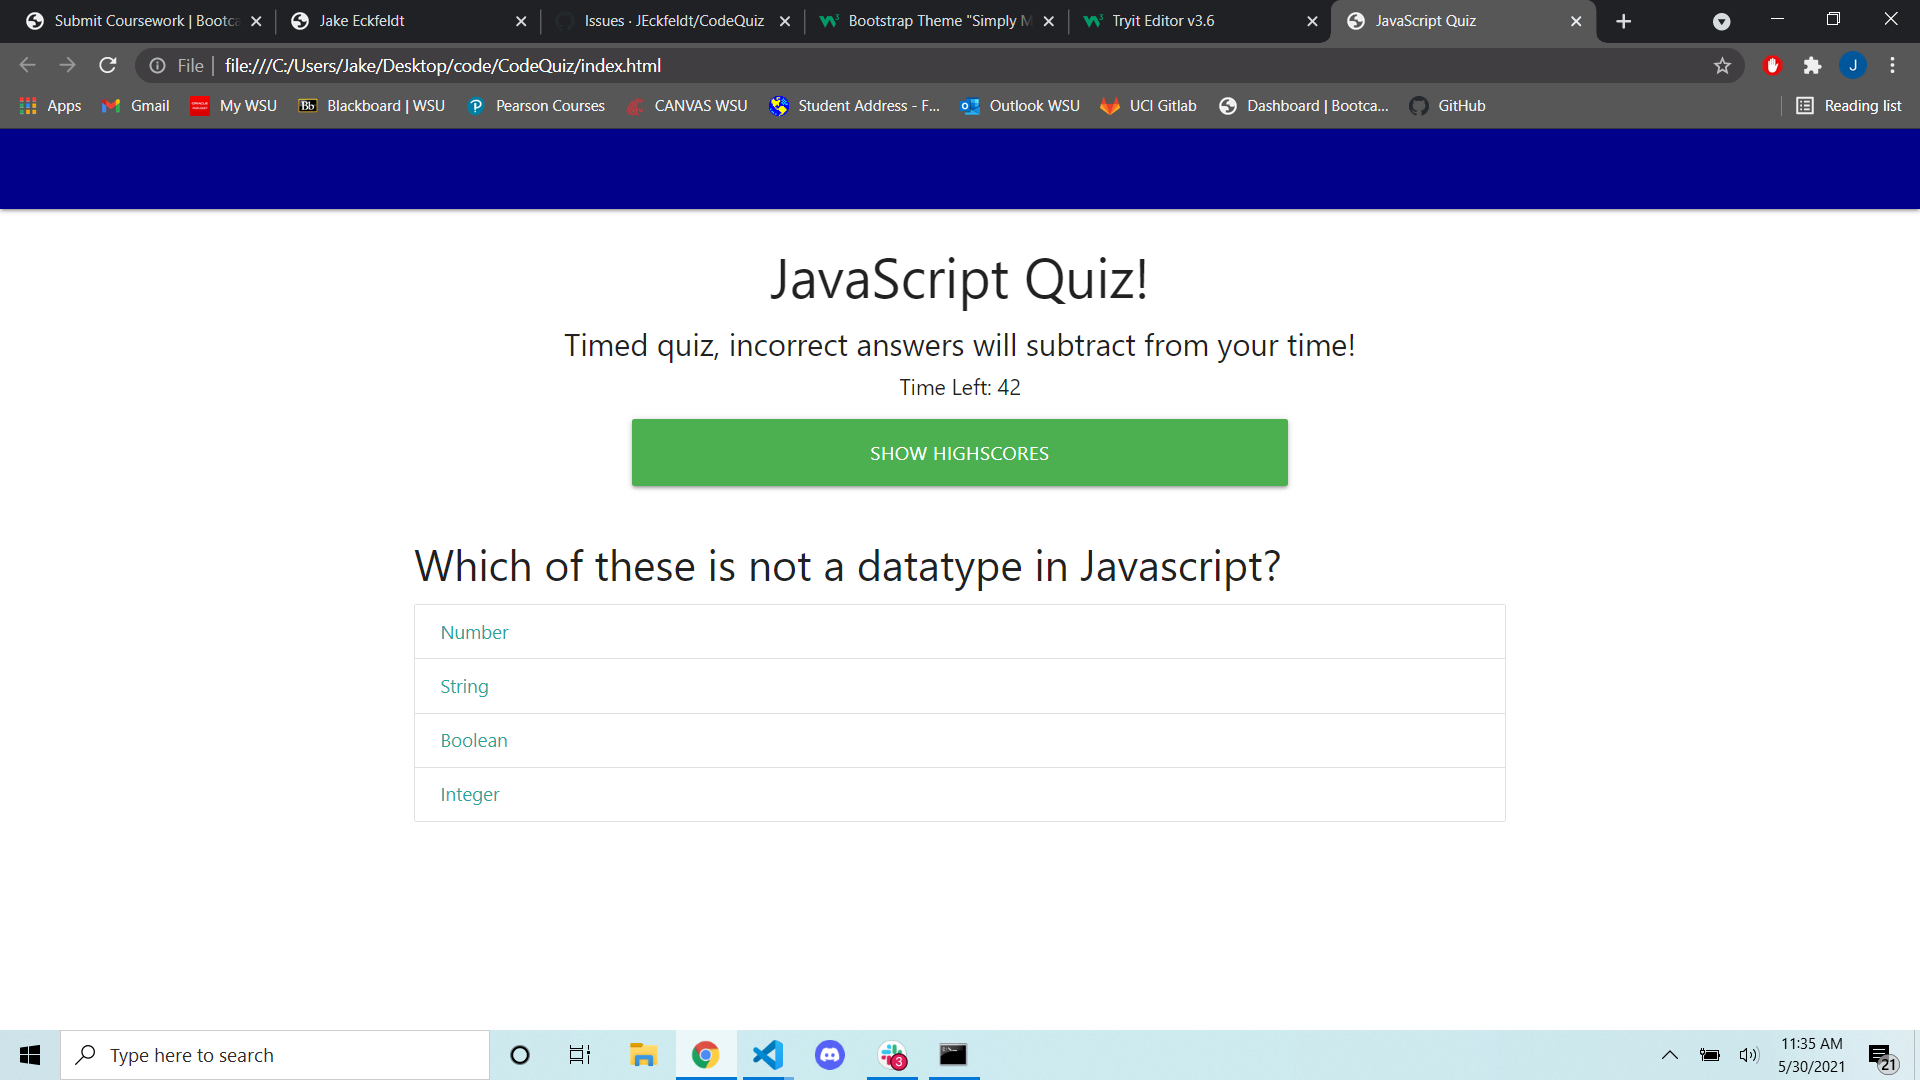 Submit Coursework | Bootca
Jake Eckfeldt
Issues · JEckfeldt/CodeQuiz
Bootstrap Theme "Simply M
Tryit Editor v3.6
JavaScript Quiz
File | file:///C:/Users/Jake/Desktop/code/CodeQuiz/index.html
J
Apps
Gmail
My WSU
Bb Blackboard | WSU
Pearson Courses
CANVAS WSU
Student Address - F...
Outlook WSU
UCI Gitlab
Dashboard | Bootca...
GitHub
Reading list
JavaScript Quiz!
Timed quiz, incorrect answers will subtract from your time!
Time Left: 42
SHOW HIGHSCORES
Which of these is not a datatype in Javascript?
Number
String
Boolean
Integer
Type here to search
3
11:35 AM
5/30/2021
21